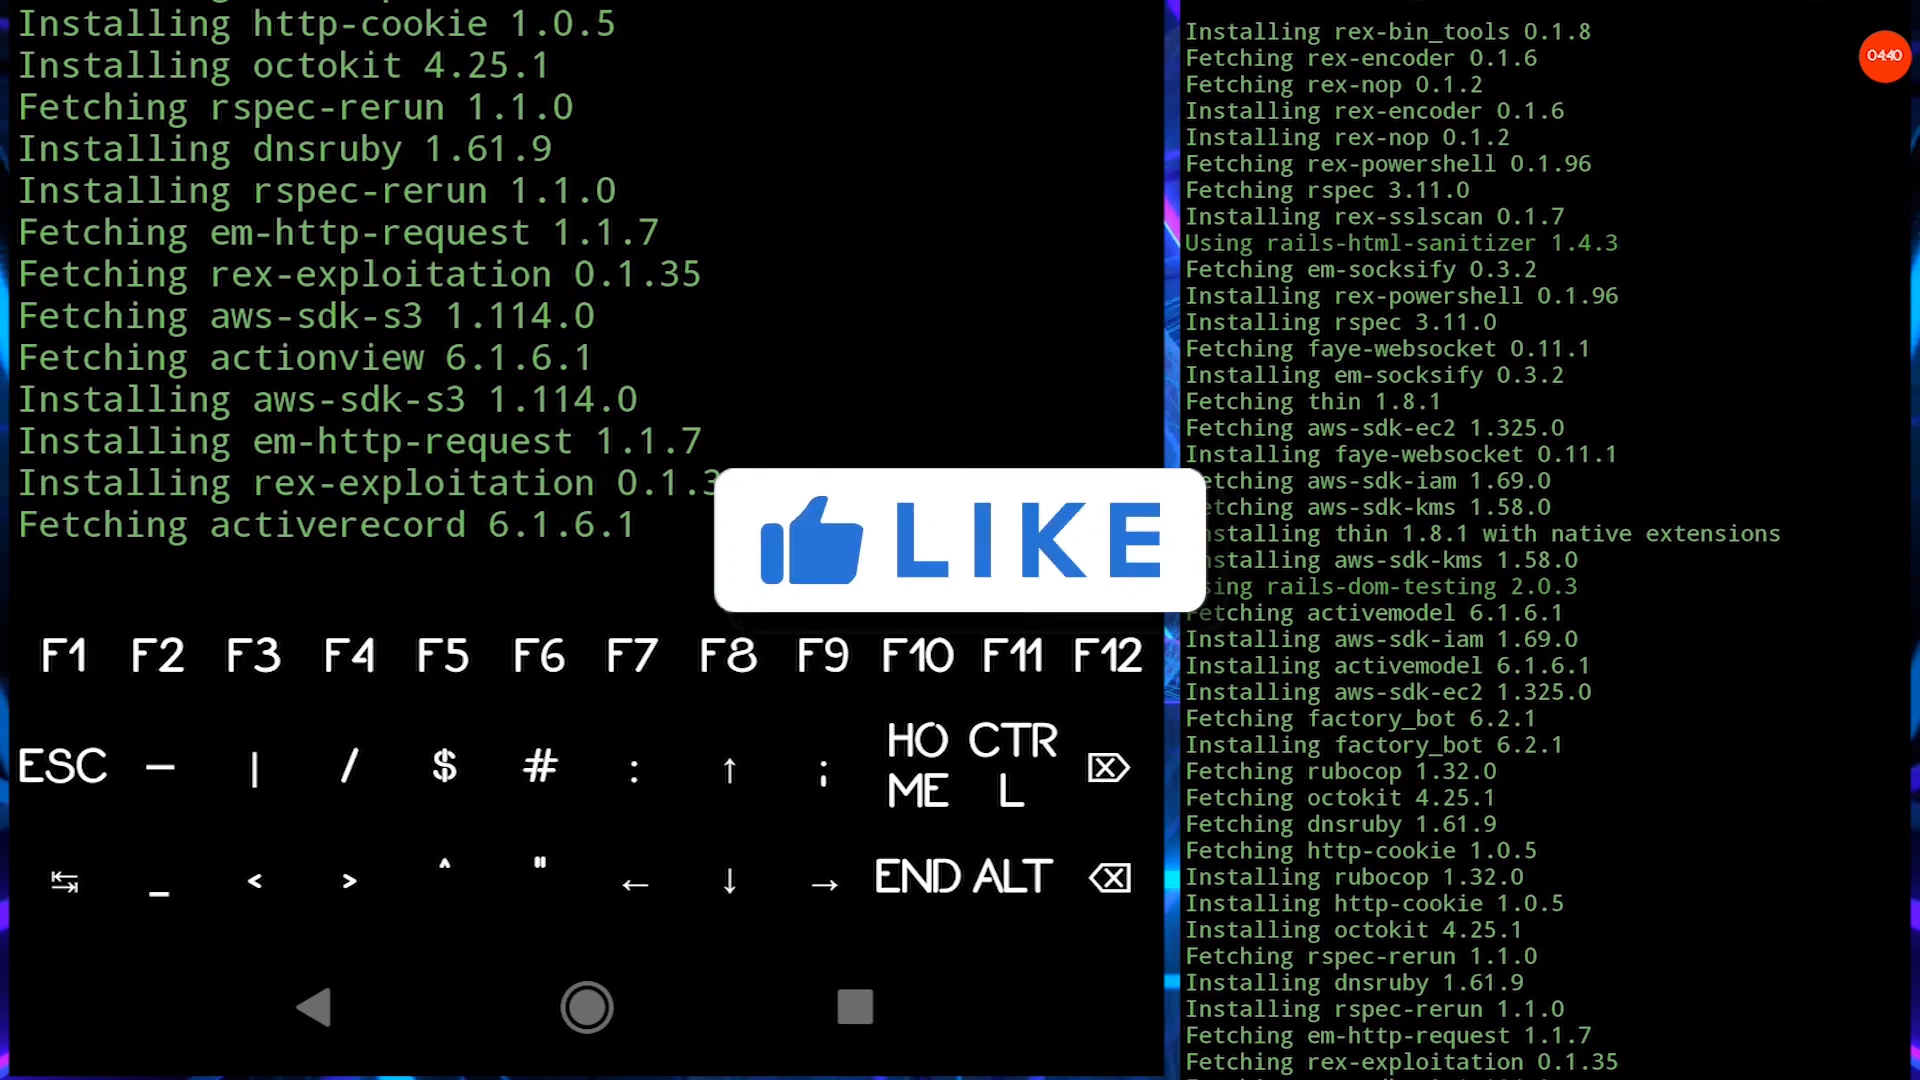 Installing http-cookie 1.0.5
Installing octokit 4.25.1
Fetching rspec-rerun 1.1.0
Installing dnsruby 1.61.9
Installing rspec-rerun 1.1.0
Fetching em-http-request 1.1.7
Fetching rex-exploitation 0.1.35
Fetching aws-sdk-s3 1.114.0
Fetching actionview 6.1.6.1
Installing aws-sdk-s3 1.114.0
Installing em-http-request 1.1.7
Installing rex-exploitation 0.1.3
Fetching activerecord 6.1.6.1
LIKE
F1 F2 F3 F4 F5 F6 F7 F8 F9 F10 F11 F12
ESC — | / $ # : ↑ ; HOME CTRL
_ < > ^ " ← ↓ → END ALT
Installing rex-bin_tools 0.1.8
Fetching rex-encoder 0.1.6
Fetching rex-nop 0.1.2
Installing rex-encoder 0.1.6
Installing rex-nop 0.1.2
Fetching rex-powershell 0.1.96
Fetching rspec 3.11.0
Installing rex-sslscan 0.1.7
Using rails-html-sanitizer 1.4.3
Fetching em-socksify 0.3.2
Installing rex-powershell 0.1.96
Installing rspec 3.11.0
Fetching faye-websocket 0.11.1
Installing em-socksify 0.3.2
Fetching thin 1.8.1
Fetching aws-sdk-ec2 1.325.0
Installing faye-websocket 0.11.1
etching aws-sdk-iam 1.69.0
etching aws-sdk-kms 1.58.0
nstalling thin 1.8.1 with native extensions
nstalling aws-sdk-kms 1.58.0
sing rails-dom-testing 2.0.3
Fetching activemodel 6.1.6.1
Installing aws-sdk-iam 1.69.0
Installing activemodel 6.1.6.1
Installing aws-sdk-ec2 1.325.0
Fetching factory_bot 6.2.1
Installing factory_bot 6.2.1
Fetching rubocop 1.32.0
Fetching octokit 4.25.1
Fetching dnsruby 1.61.9
Fetching http-cookie 1.0.5
Installing rubocop 1.32.0
Installing http-cookie 1.0.5
Installing octokit 4.25.1
Fetching rspec-rerun 1.1.0
Installing dnsruby 1.61.9
Installing rspec-rerun 1.1.0
Fetching em-http-request 1.1.7
Fetching rex-exploitation 0.1.35
04:40